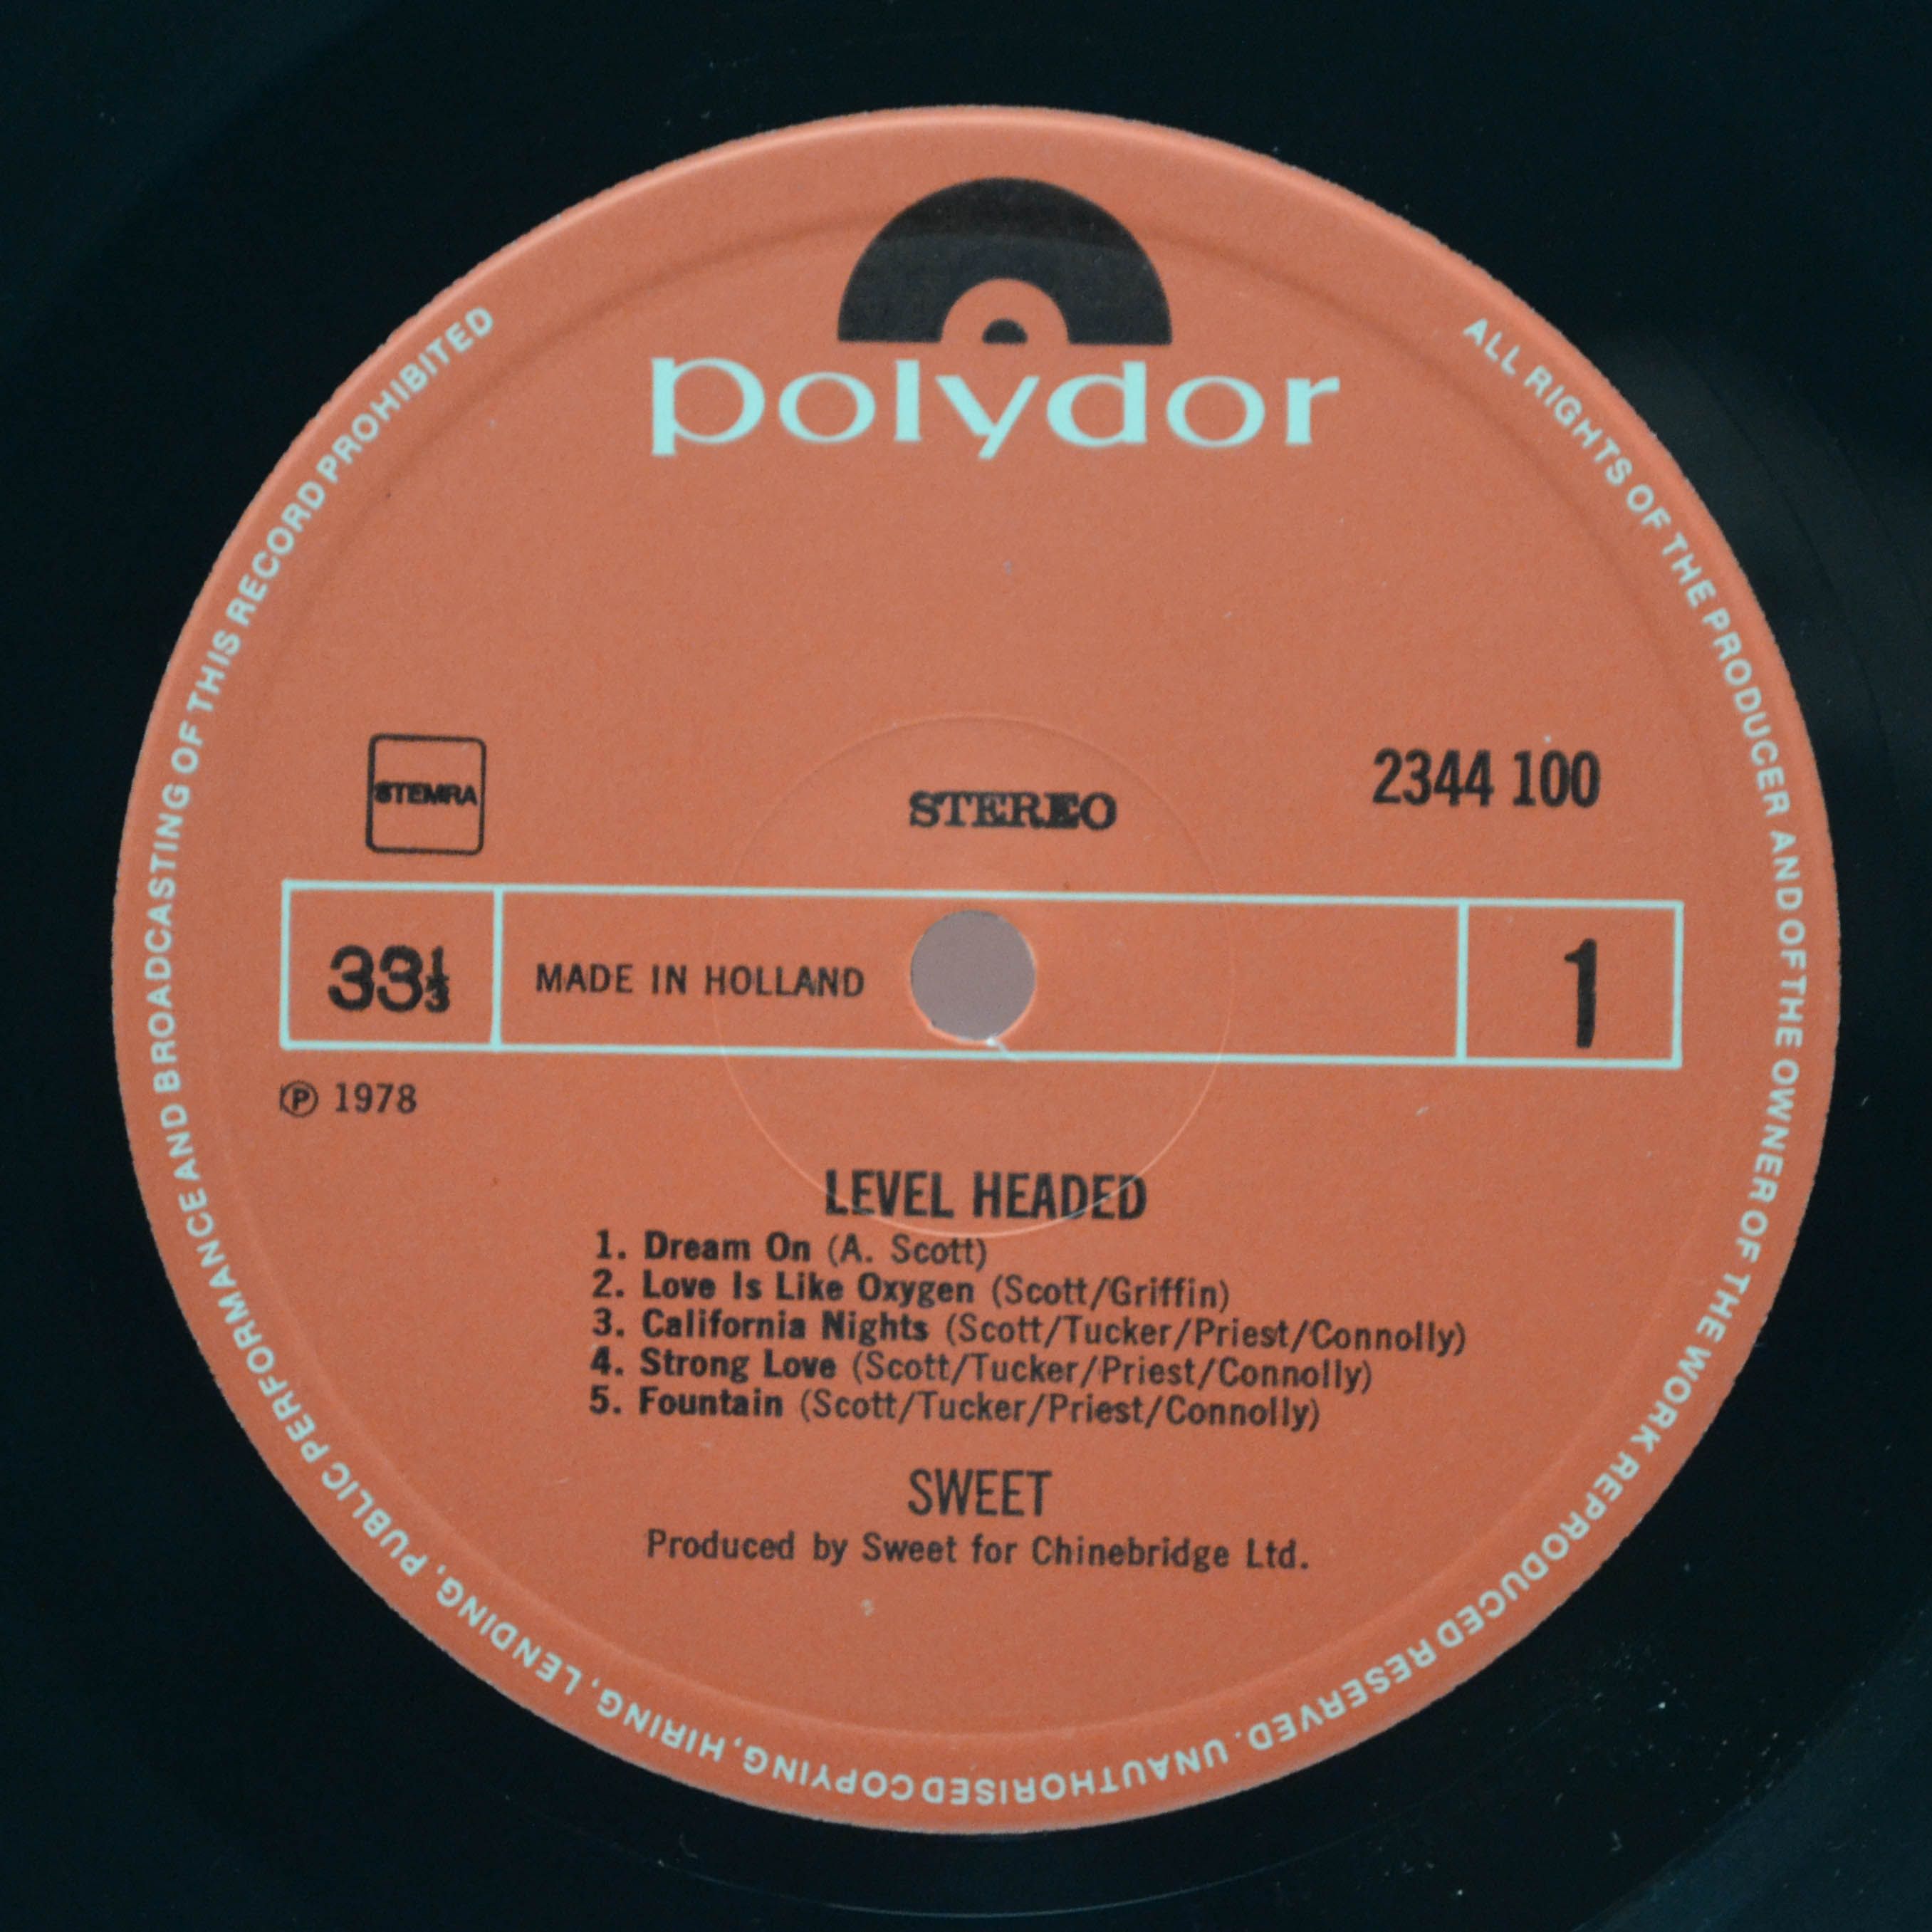 polydor
STEMRA
STEREO
2344 100
33⅓
MADE IN HOLLAND
1
℗ 1978
LEVEL HEADED
1. Dream On (A. Scott)
2. Love Is Like Oxygen (Scott/Griffin)
3. California Nights (Scott/Tucker/Priest/Connolly)
4. Strong Love (Scott/Tucker/Priest/Connolly)
5. Fountain (Scott/Tucker/Priest/Connolly)
SWEET
Produced by Sweet for Chinebridge Ltd.
ALL RIGHTS OF THE PRODUCER AND OF THE OWNER OF THE WORK REPRODUCED RESERVED. UNAUTHORISED COPYING, HIRING, LENDING, PUBLIC PERFORMANCE AND BROADCASTING OF THIS RECORD PROHIBITED